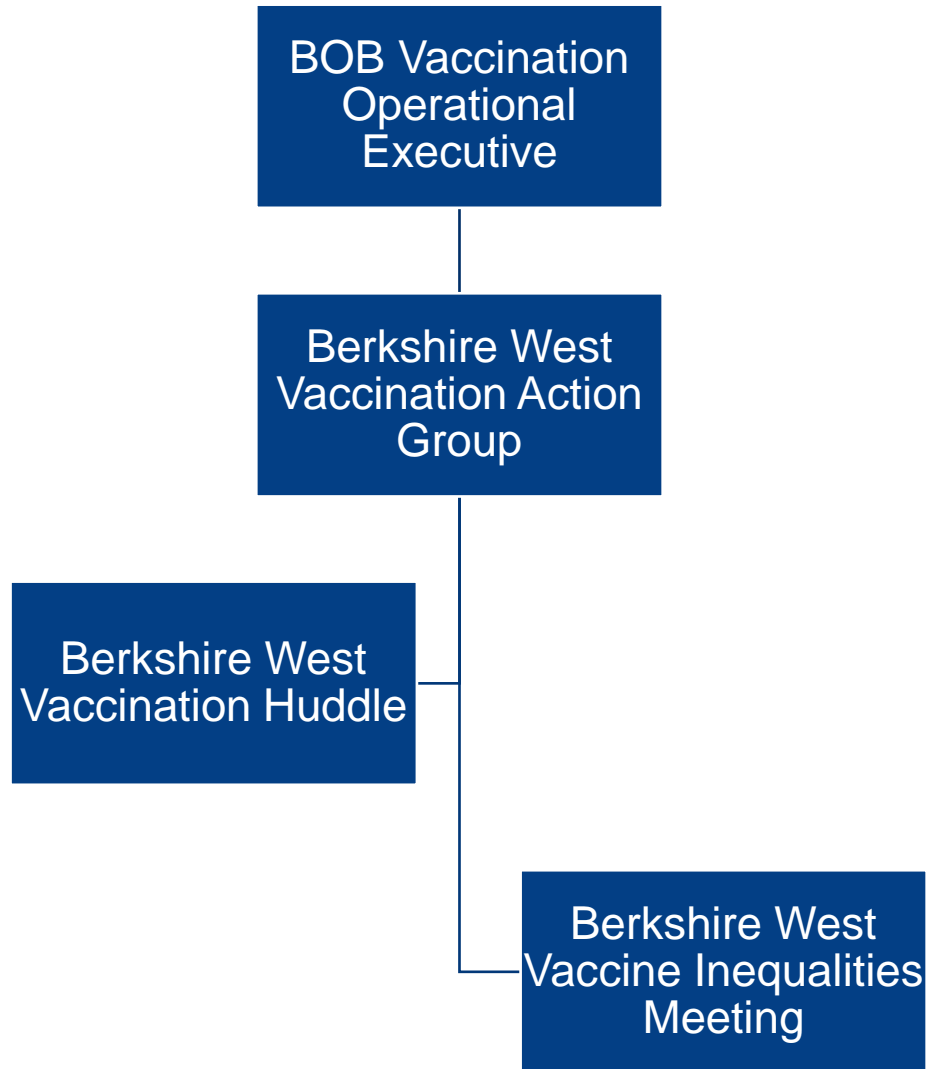 BOB Vaccination
Operational
Executive
Berkshire West
Vaccination Action
Group
Berkshire West
Vaccination Huddle
Berkshire West
Vaccine Inequalities
Meeting